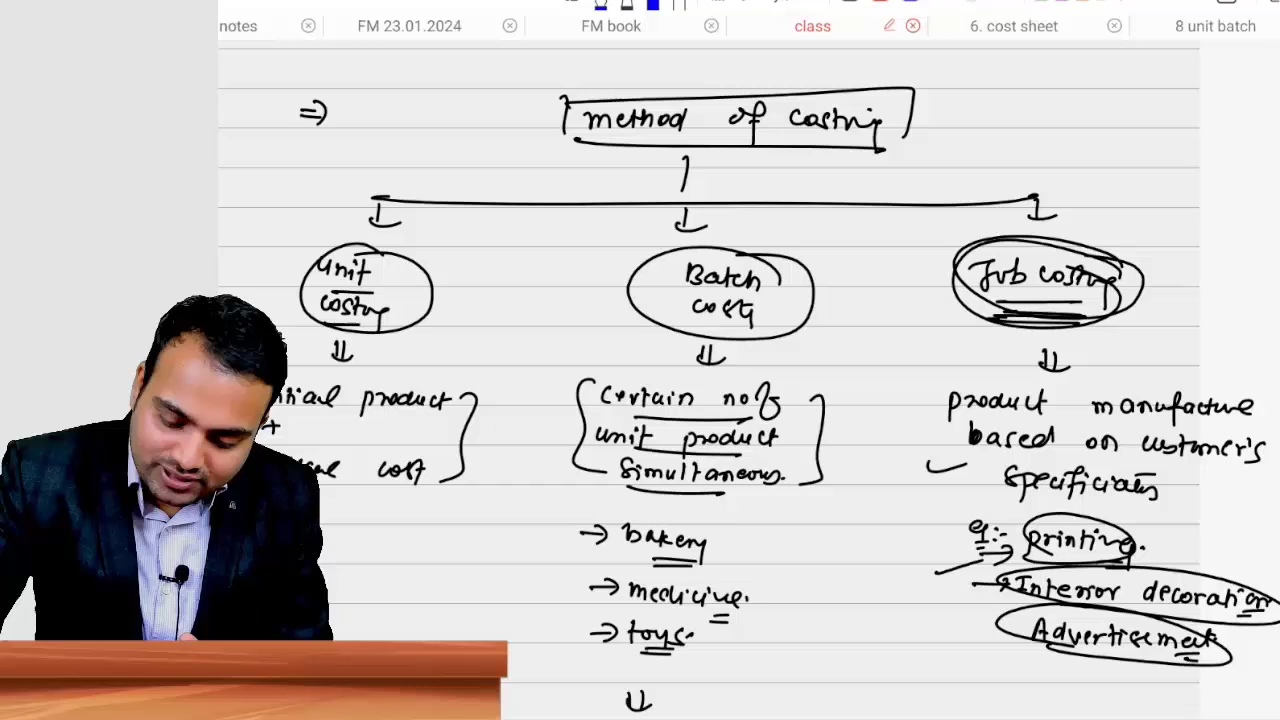 notes
FM 23.01.2024
FM book
class
6. cost sheet
8 unit batch
⇒ method of costing
Unit
costing
Batch
costg
Job costing
product
cost
Certain no of
unit product
Simultaneous.
→ bakery
→ medicine.
→ toys.
product manufacture
based on customer's
specificiatis
eg:- → printing.
→ Interior decoration
Advertisement